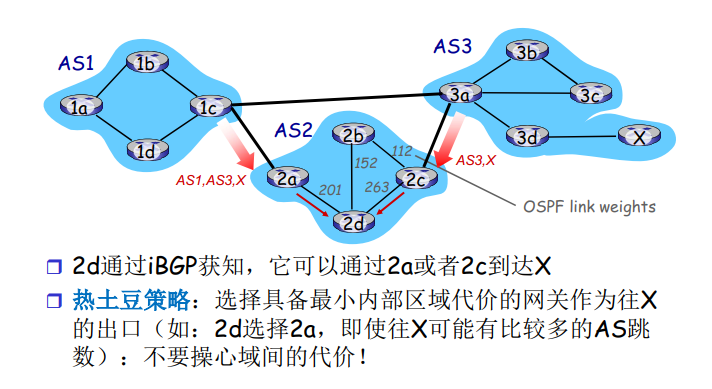 AS1
1b
1a
1c
1d
AS3
3b
3a
3c
3d
X
AS2
2b
112
152
2a
2c
201
263
2d
AS1,AS3,X
AS3,X
OSPF link weights
2d通过iBGP获知，它可以通过2a或者2c到达X
热土豆策略：选择具备最小内部区域代价的网关作为往X
的出口（如：2d选择2a，即使往X可能有比较多的AS跳
数）：不要操心域间的代价！